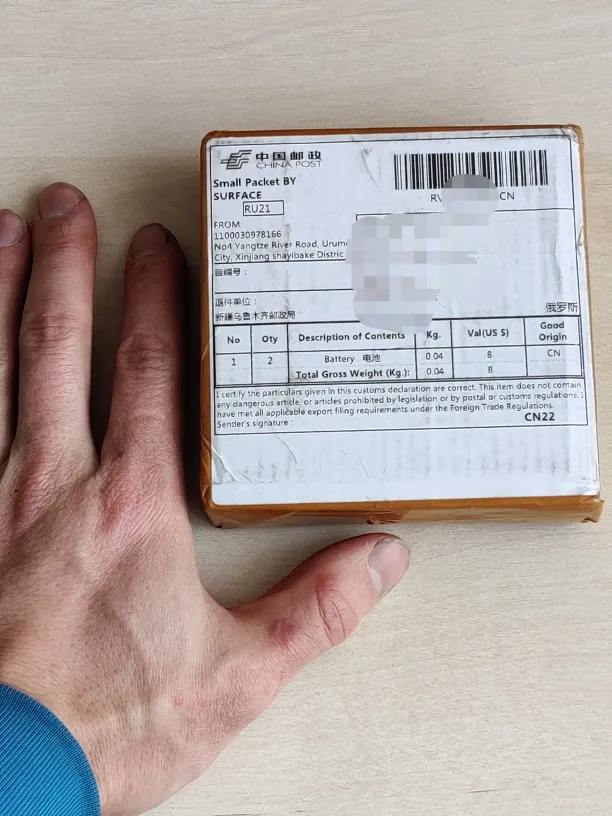 中国邮政
CHINA POST
Small Packet BY
SURFACE
RU21
RV CN
FROM:
1100030978166
No4 Yangtze River Road, Urum
City, Xinjiang shayibake Distric
自编号：
退件单位：
新疆乌鲁木齐邮政局
俄罗斯
No Qty Description of Contents Kg. Val(US $) Good Origin
1 2 Battery 电池 0.04 8 CN
Total Gross Weight (Kg.): 0.04 8
I certify the particulars given in this customs declaration are correct. This item does not contain
any dangerous article, or articles prohibited by legislation or by postal or customs regulations. I
have met all applicable export filing requirements under the Foreign Trade Regulations.
Sender's signature :
CN22